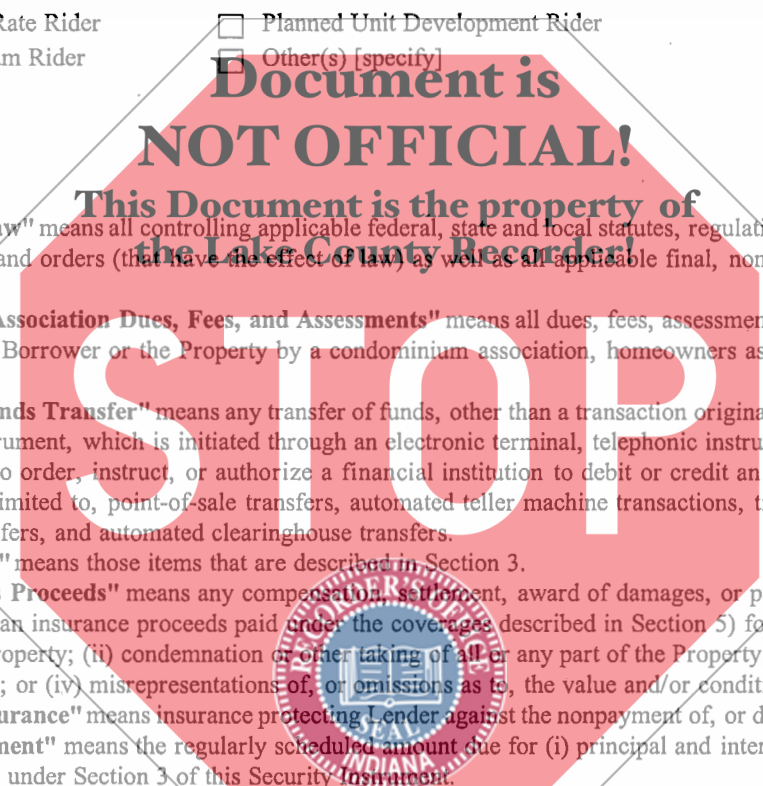 Rate Rider □ Planned Unit Development Rider
m Rider □ Other(s) [specify]
Document is
NOT OFFICIAL!
This Document is the property of
aw" means all controlling applicable federal, state and local statutes, regulati
the Lake County Recorder!
and orders (that have the effect of law) as well as all applicable final, non
Association Dues, Fees, and Assessments" means all dues, fees, assessmen
Borrower or the Property by a condominium association, homeowners as
STOP
nds Transfer" means any transfer of funds, other than a transaction origina
rument, which is initiated through an electronic terminal, telephonic instru
o order, instruct, or authorize a financial institution to debit or credit an
imited to, point-of-sale transfers, automated teller machine transactions, t
fers, and automated clearinghouse transfers.
" means those items that are described in Section 3.
s Proceeds" means any compensation, settlement, award of damages, or p
an insurance proceeds paid under the coverages described in Section 5) fo
roperty; (ii) condemnation or other taking of all or any part of the Property
; or (iv) misrepresentations of, or omissions as to, the value and/or condit
urance" means insurance protecting Lender against the nonpayment of, or d
ment" means the regularly scheduled amount due for (i) principal and inter
under Section 3 of this Security Instrument.
RECORDER'S OFFICE
SEAL
INDIANA